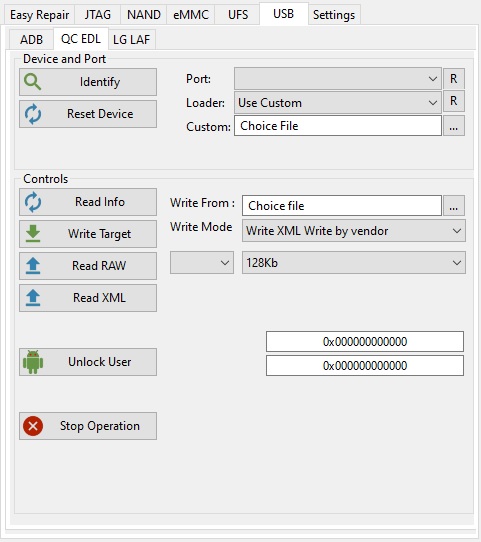 Easy Repair JTAG NAND eMMC UFS USB Settings
ADB QC EDL LG LAF
Device and Port
Identify
Port: R
Reset Device
Loader: Use Custom R
Custom: Choice File ...
Controls
Read Info
Write From : Choice file ...
Write Target
Write Mode Write XML Write by vendor
Read RAW
128Kb
Read XML
0x000000000000
Unlock User
0x000000000000
Stop Operation